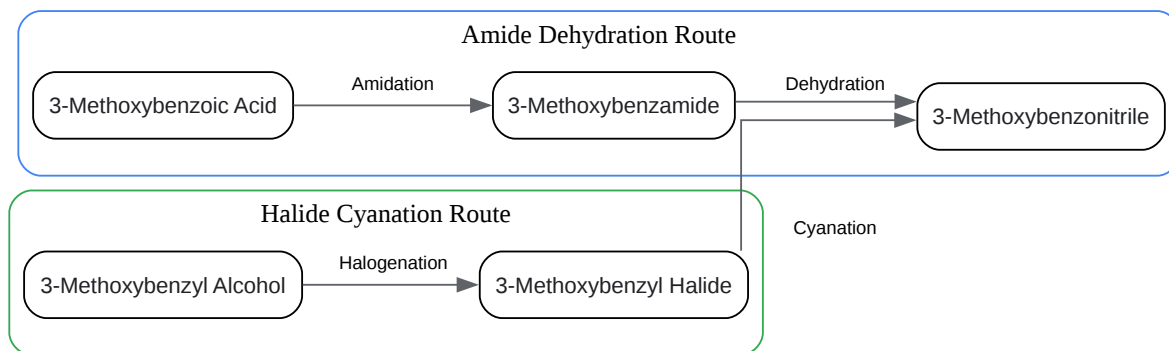 Amide Dehydration Route
3-Methoxybenzoic Acid
Amidation
3-Methoxybenzamide
Dehydration
3-Methoxybenzonitrile
Halide Cyanation Route
3-Methoxybenzyl Alcohol
Halogenation
3-Methoxybenzyl Halide
Cyanation